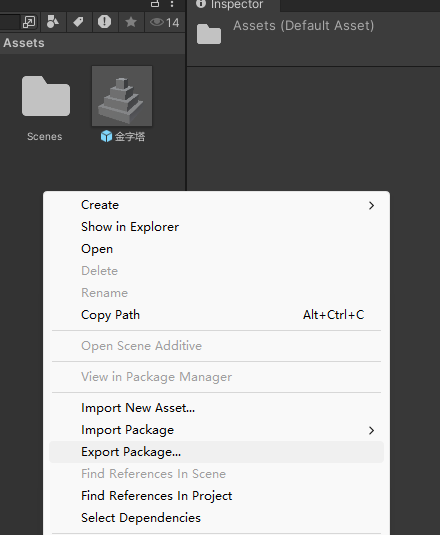 Inspector
14
Assets
Assets (Default Asset)
Scenes
金字塔
Create
Show in Explorer
Open
Delete
Rename
Copy Path Alt+Ctrl+C
Open Scene Additive
View in Package Manager
Import New Asset...
Import Package
Export Package...
Find References In Scene
Find References In Project
Select Dependencies